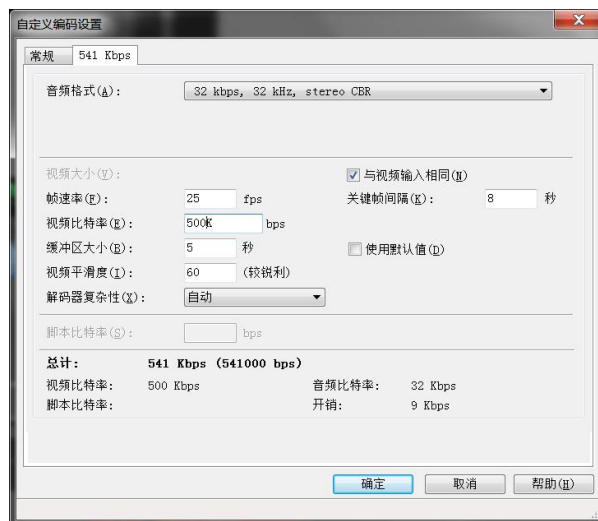 自定义编码设置
常规 541 Kbps
音频格式(A): 32 kbps, 32 kHz, stereo CBR
视频大小(V): 与视频输入相同(N)
帧速率(F): 25 fps 关键帧间隔(K): 8 秒
视频比特率(E): 500K bps
缓冲区大小(B): 5 秒 使用默认值(D)
视频平滑度(I): 60 (较锐利)
解码器复杂性(X): 自动
脚本比特率(S): bps
总计: 541 Kbps (541000 bps)
视频比特率: 500 Kbps 音频比特率: 32 Kbps
脚本比特率: 开销: 9 Kbps
确定 取消 帮助(H)